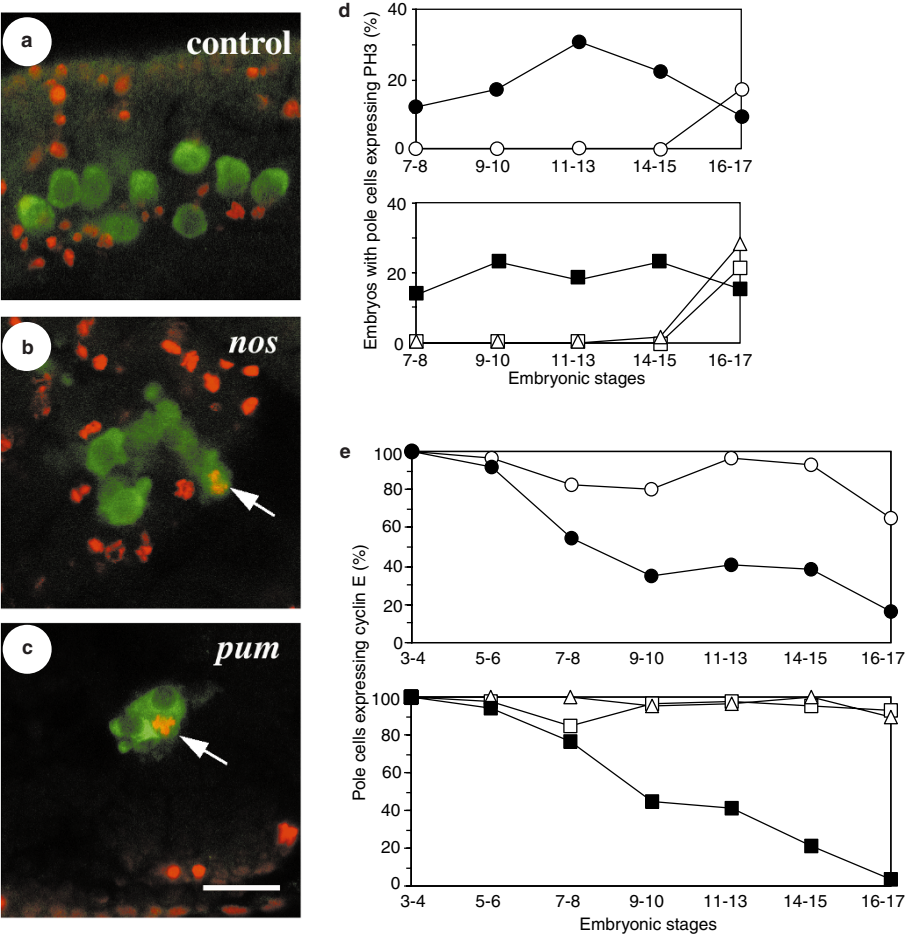 a
control
b
nos
c
pum
d
Embryos with pole cells expressing PH3 (%)
40
20
0
7-8 9-10 11-13 14-15 16-17
40
20
0
7-8 9-10 11-13 14-15 16-17
Embryonic stages
e
Pole cells expressing cyclin E (%)
100
80
60
40
20
0
3-4 5-6 7-8 9-10 11-13 14-15 16-17
100
80
60
40
20
0
3-4 5-6 7-8 9-10 11-13 14-15 16-17
Embryonic stages